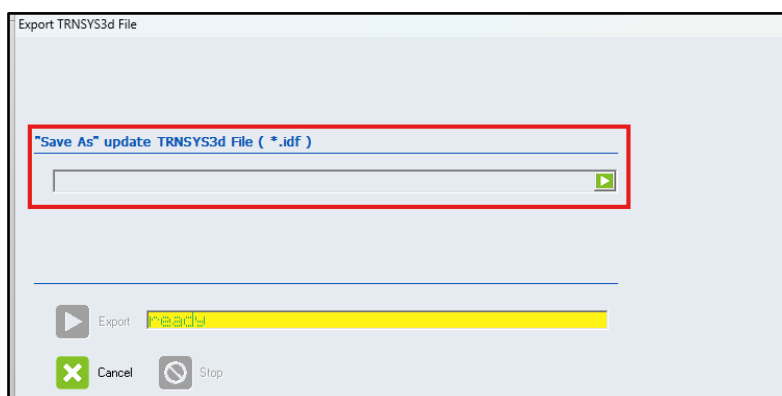 Export TRNSYS3d File
"Save As" update TRNSYS3d File ( *.idf )
Export ready
Cancel Stop